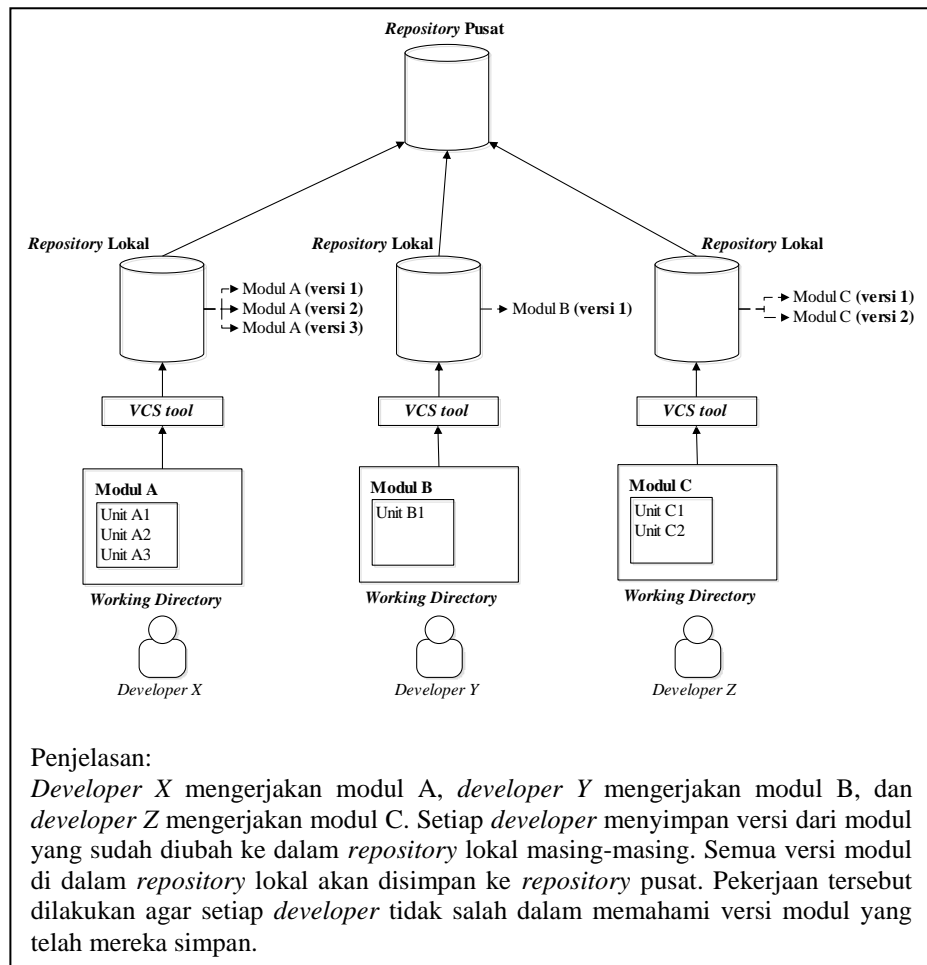 Repository Pusat
Repository Lokal
Repository Lokal
Repository Lokal
Modul A (versi 1)
Modul A (versi 2)
Modul A (versi 3)
Modul B (versi 1)
Modul C (versi 1)
Modul C (versi 2)
VCS tool
VCS tool
VCS tool
Modul A
Unit A1
Unit A2
Unit A3
Modul B
Unit B1
Modul C
Unit C1
Unit C2
Working Directory
Working Directory
Working Directory
Developer X
Developer Y
Developer Z
Penjelasan:
Developer X mengerjakan modul A, developer Y mengerjakan modul B, dan
developer Z mengerjakan modul C. Setiap developer menyimpan versi dari modul
yang sudah diubah ke dalam repository lokal masing-masing. Semua versi modul
di dalam repository lokal akan disimpan ke repository pusat. Pekerjaan tersebut
dilakukan agar setiap developer tidak salah dalam memahami versi modul yang
telah mereka simpan.